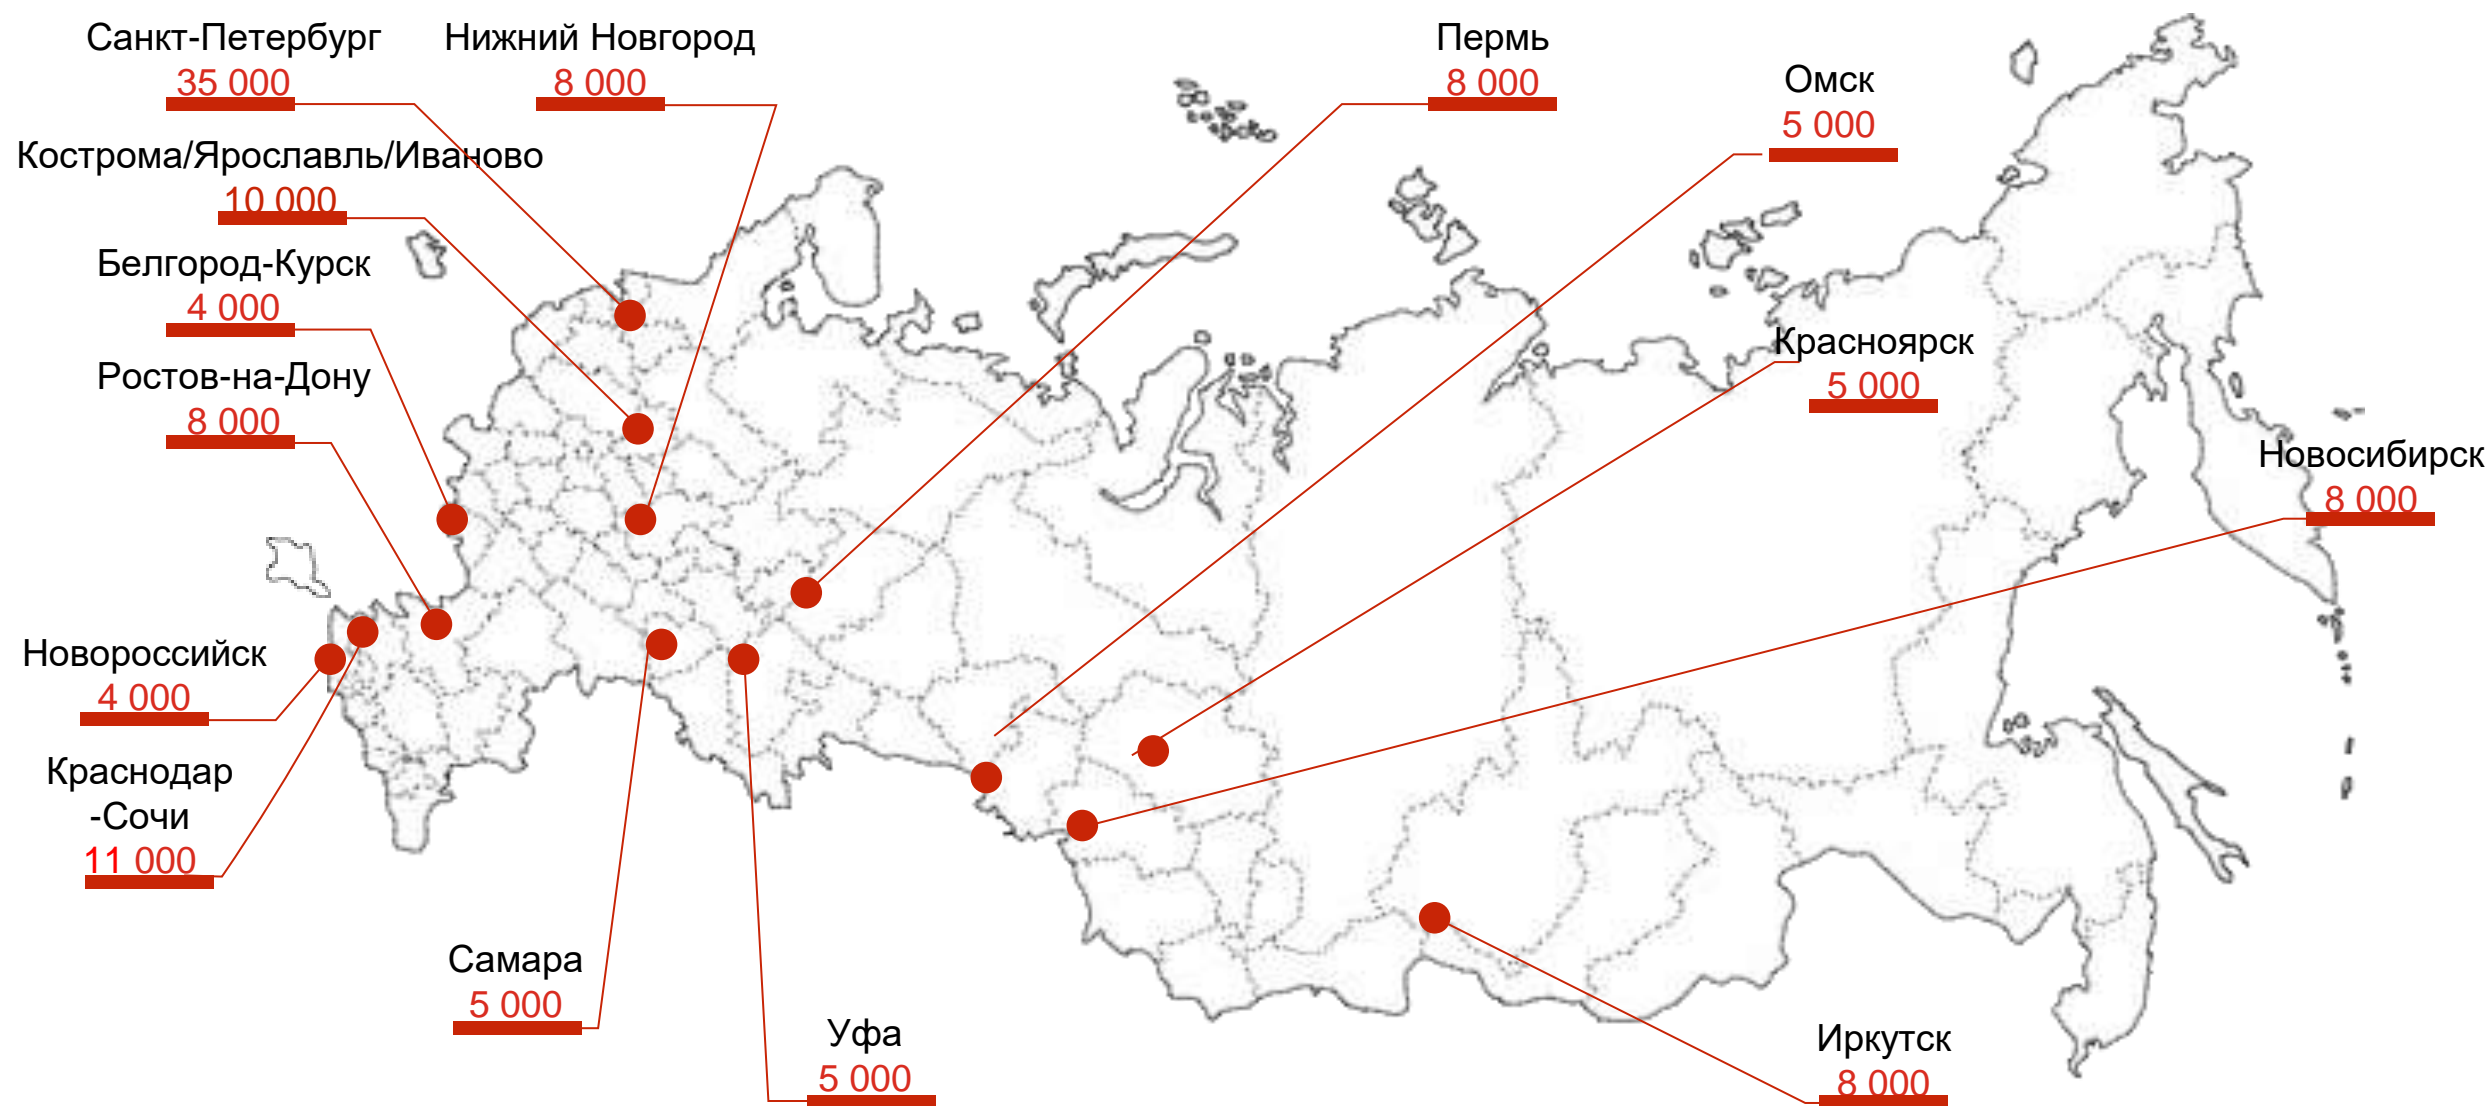 Санкт-Петербург
35 000
Нижний Новгород
8 000
Пермь
8 000
Омск
5 000
Кострома/Ярославль/Иваново
10 000
Белгород-Курск
4 000
Ростов-на-Дону
8 000
Красноярск
5 000
Новосибирск
8 000
Новороссийск
4 000
Краснодар
-Сочи
11 000
Самара
5 000
Уфа
5 000
Иркутск
8 000